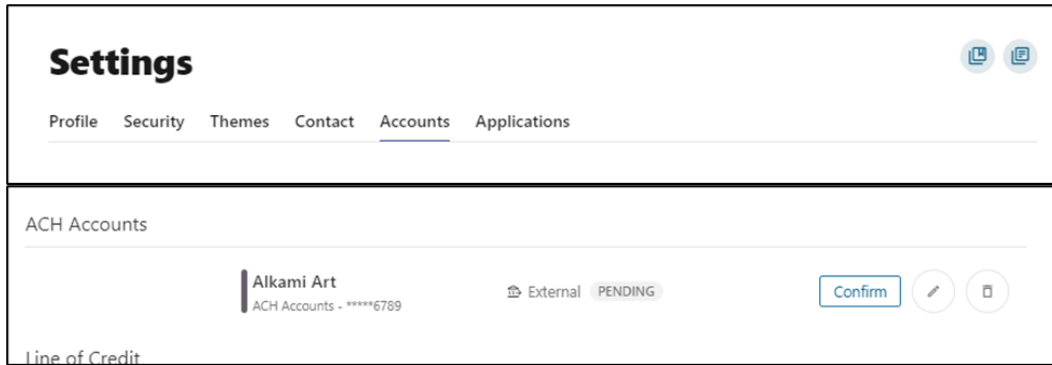 Settings
Profile Security Themes Contact Accounts Applications
ACH Accounts
Alkami Art
ACH Accounts - *****6789
External PENDING
Confirm
Line of Credit